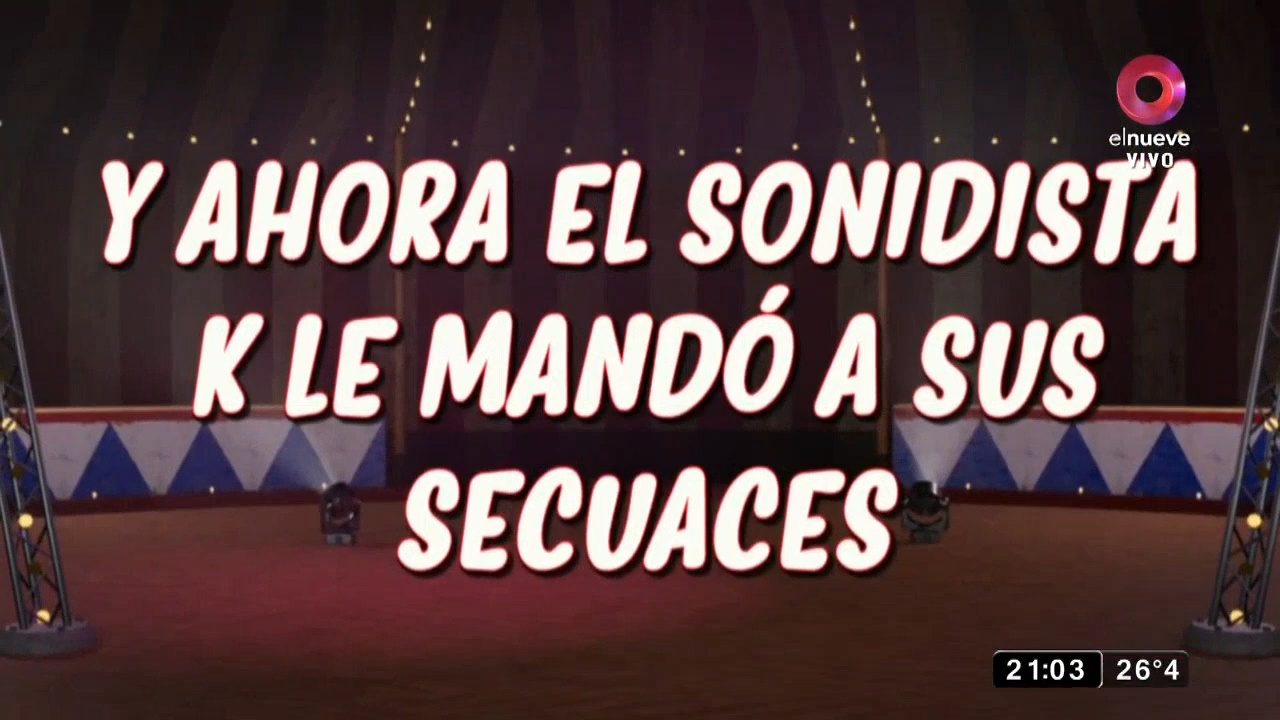 elnueve
VIVO
Y AHORA EL SONIDISTA
K LE MANDÓ A SUS
SECUACES
21:03 26°4